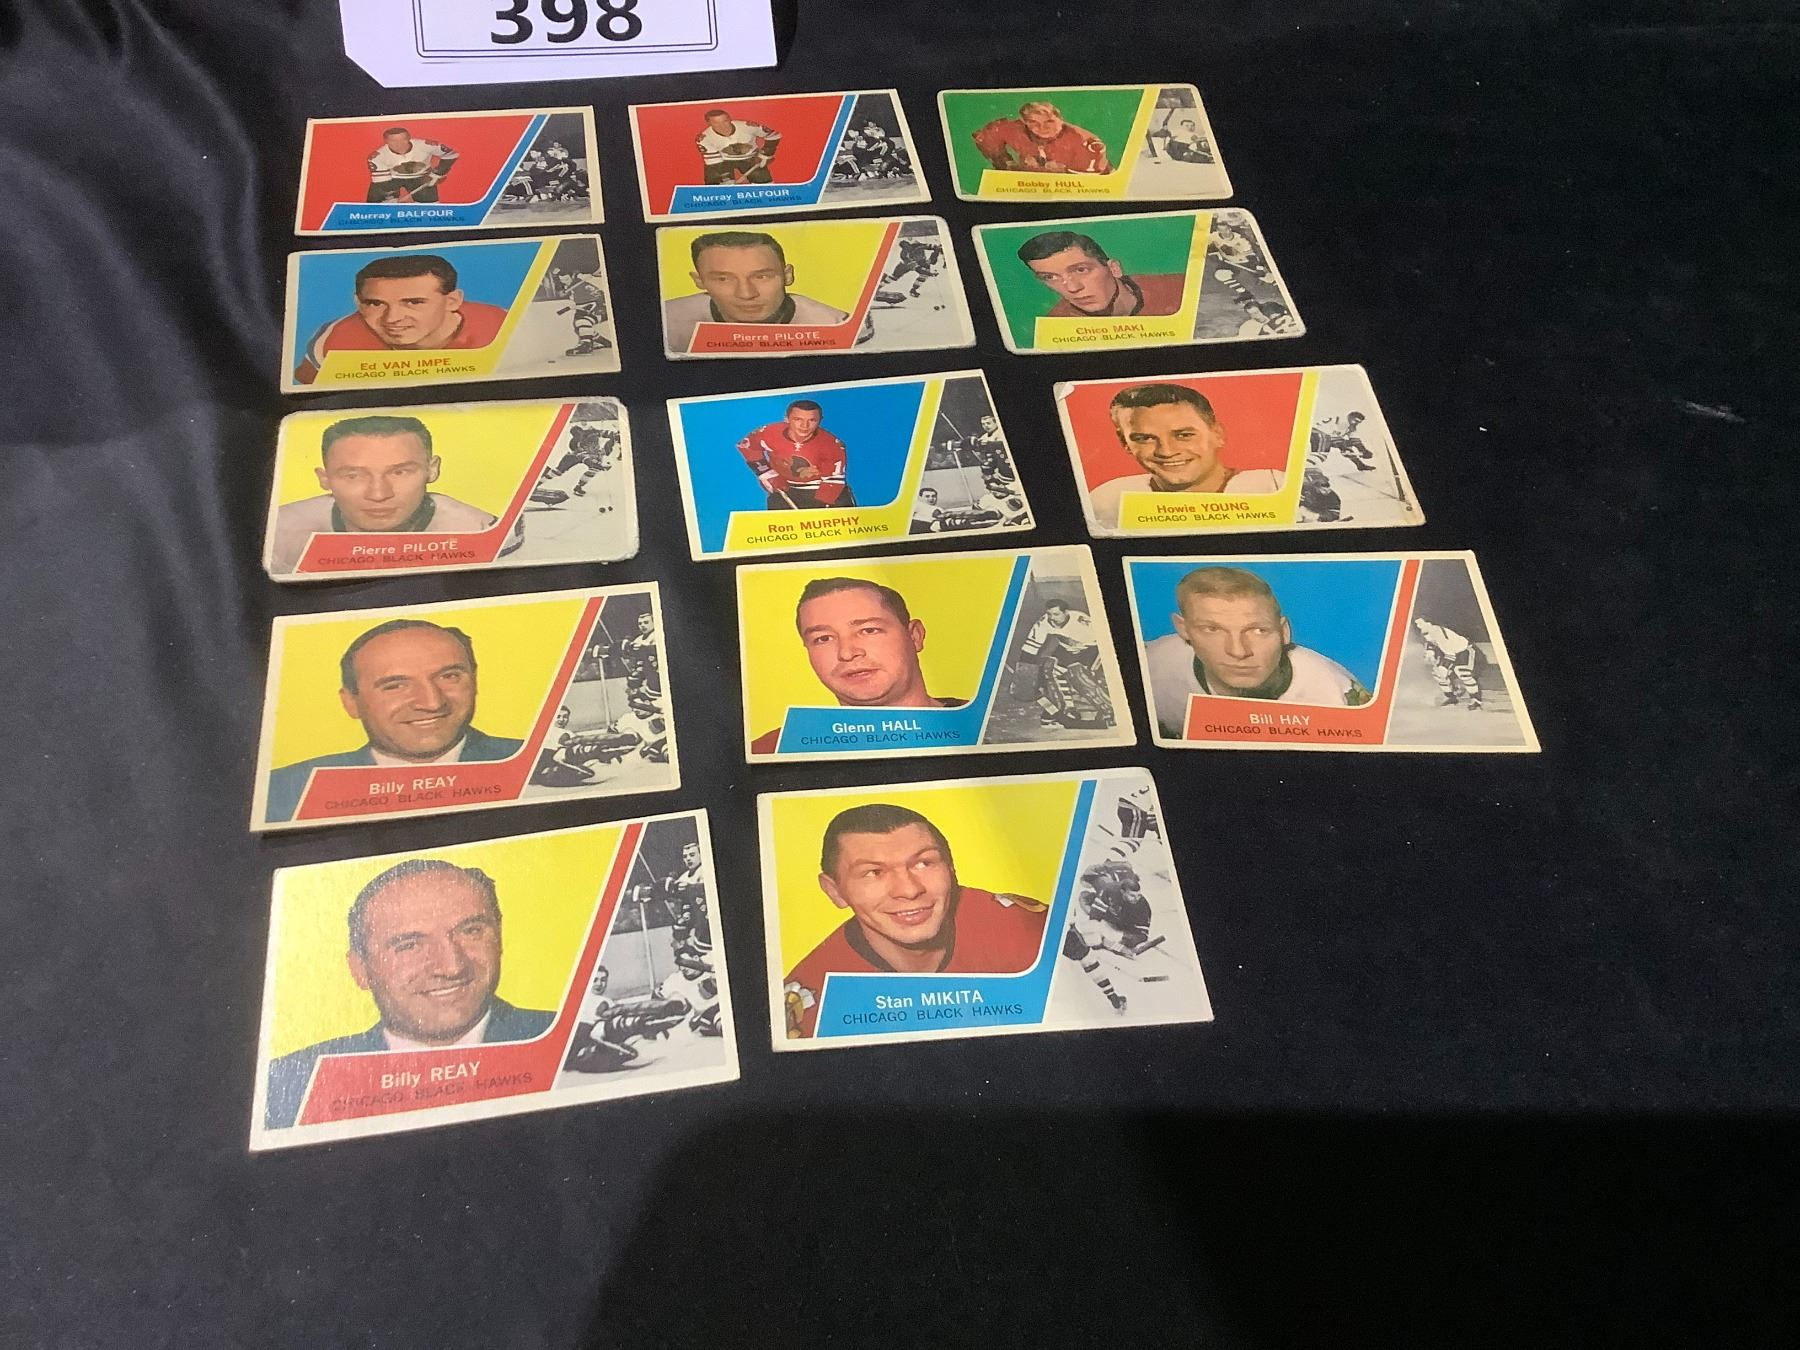 398
Murray BALFOUR
CHICAGO BLACK HAWKS
Murray BALFOUR
CHICAGO BLACK HAWKS
Bobby HULL
CHICAGO BLACK HAWKS
Ed VAN IMPE
CHICAGO BLACK HAWKS
Pierre PILOTE
CHICAGO BLACK HAWKS
Chico MAKI
CHICAGO BLACK HAWKS
Pierre PILOTE
CHICAGO BLACK HAWKS
Ron MURPHY
CHICAGO BLACK HAWKS
Howie YOUNG
CHICAGO BLACK HAWKS
Billy REAY
CHICAGO BLACK HAWKS
Glenn HALL
CHICAGO BLACK HAWKS
Bill HAY
CHICAGO BLACK HAWKS
Billy REAY
CHICAGO BLACK HAWKS
Stan MIKITA
CHICAGO BLACK HAWKS